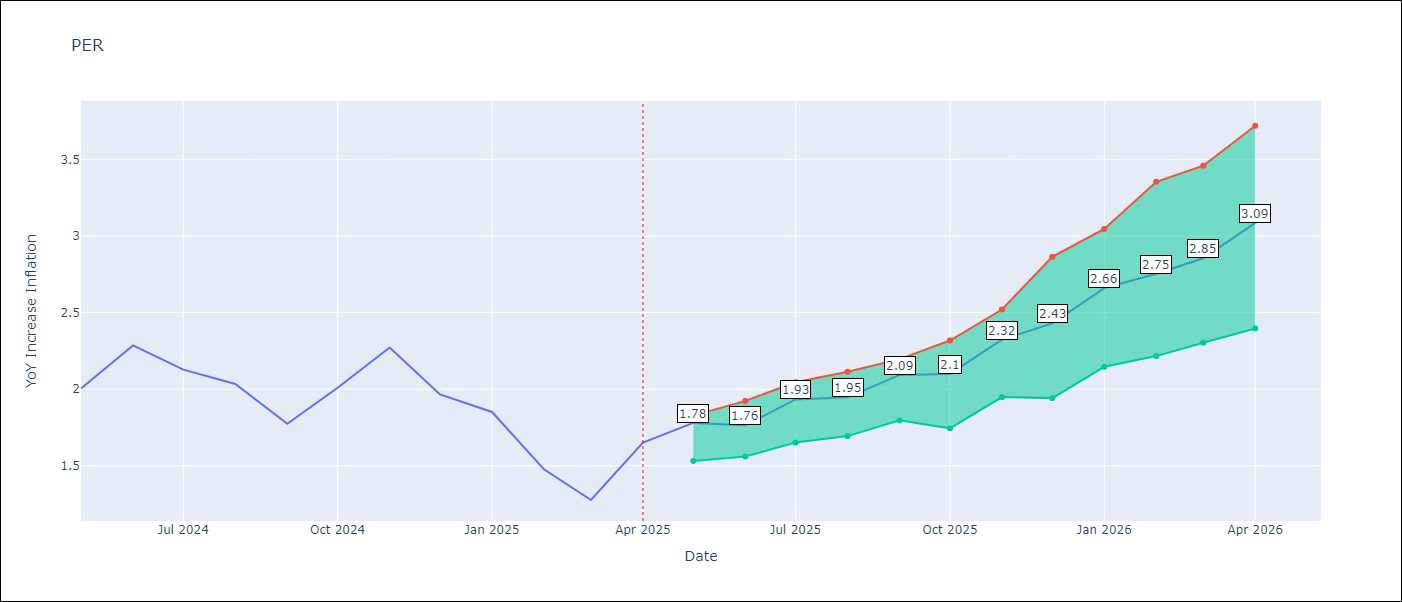 PER
YoY Increase Inflation
3.5
3
2.5
2
1.5
1.78
1.76
1.93
1.95
2.09
2.1
2.32
2.43
2.66
2.75
2.85
3.09
Jul 2024
Oct 2024
Jan 2025
Apr 2025
Jul 2025
Oct 2025
Jan 2026
Apr 2026
Date